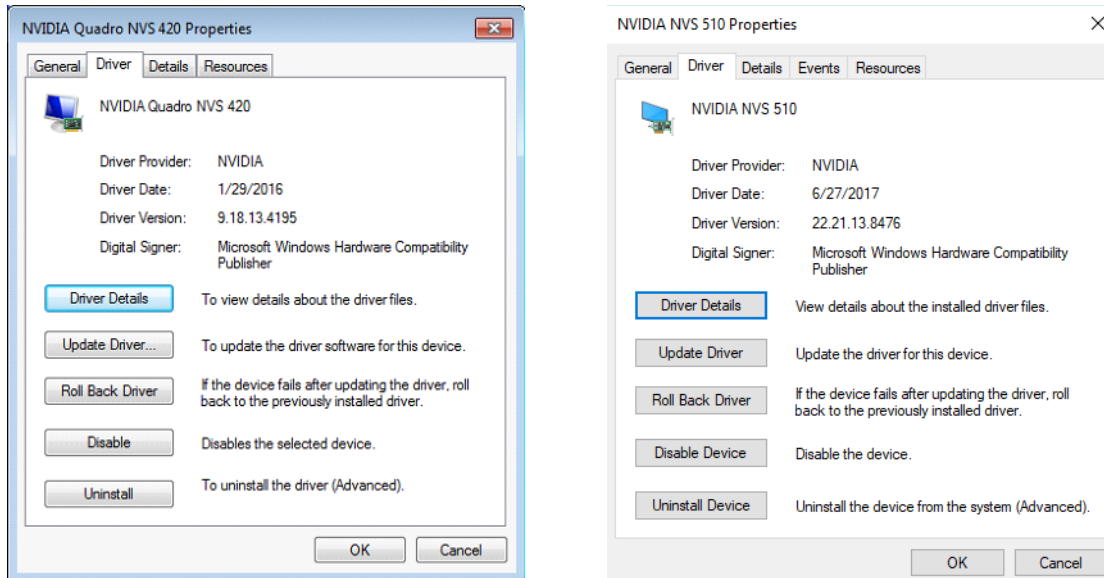 NVIDIA Quadro NVS 420 Properties
General Driver Details Resources
NVIDIA Quadro NVS 420
Driver Provider: NVIDIA
Driver Date: 1/29/2016
Driver Version: 9.18.13.4195
Digital Signer: Microsoft Windows Hardware Compatibility
Publisher
Driver Details To view details about the driver files.
Update Driver... To update the driver software for this device.
Roll Back Driver If the device fails after updating the driver, roll
back to the previously installed driver.
Disable Disables the selected device.
Uninstall To uninstall the driver (Advanced).
OK Cancel
NVIDIA NVS 510 Properties
General Driver Details Events Resources
NVIDIA NVS 510
Driver Provider: NVIDIA
Driver Date: 6/27/2017
Driver Version: 22.21.13.8476
Digital Signer: Microsoft Windows Hardware Compatibility
Publisher
Driver Details View details about the installed driver files.
Update Driver Update the driver for this device.
Roll Back Driver If the device fails after updating the driver, roll
back to the previously installed driver.
Disable Device Disable the device.
Uninstall Device Uninstall the device from the system (Advanced).
OK Cancel